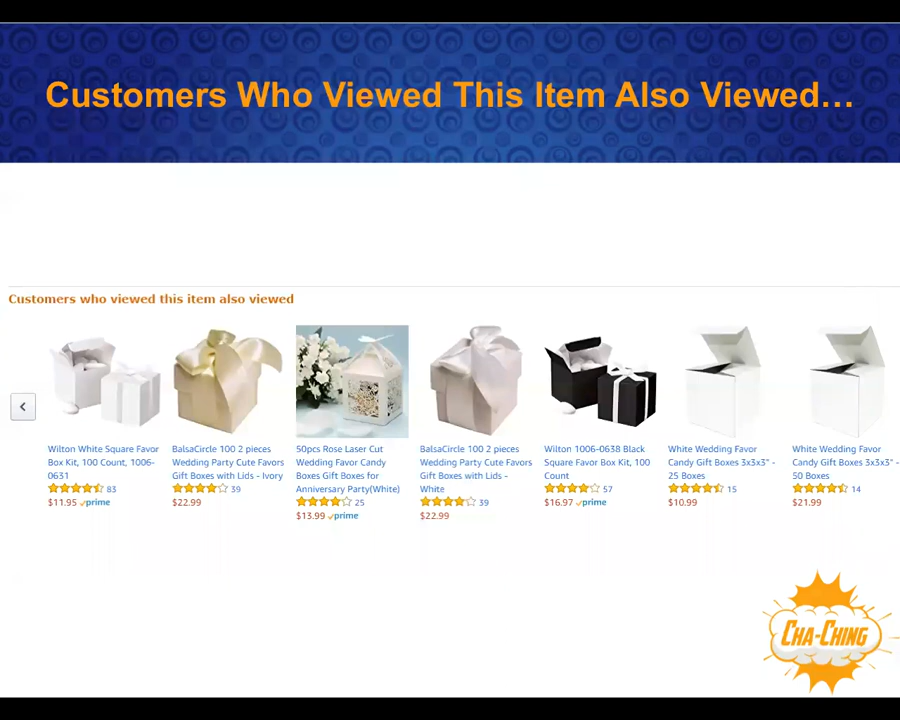 Customers Who Viewed This Item Also Viewed…
Customers who viewed this item also viewed
Wilton White Square Favor
Box Kit, 100 Count, 1006-
0631
83
$11.95 prime
BalsaCircle 100 2 pieces
Wedding Party Cute Favors
Gift Boxes with Lids - Ivory
39
$22.99
50pcs Rose Laser Cut
Wedding Favor Candy
Boxes Gift Boxes for
Anniversary Party(White)
25
$13.99 prime
BalsaCircle 100 2 pieces
Wedding Party Cute Favors
Gift Boxes with Lids -
White
39
$22.99
Wilton 1006-0638 Black
Square Favor Box Kit, 100
Count
57
$16.97 prime
White Wedding Favor
Candy Gift Boxes 3x3x3" -
25 Boxes
15
$10.99
White Wedding Favor
Candy Gift Boxes 3x3x3" -
50 Boxes
14
$21.99
CHA-CHING